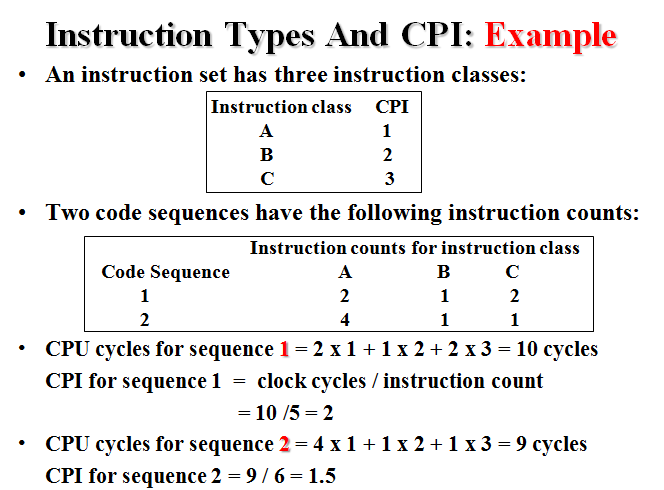 Instruction Types And CPI: Example
• An instruction set has three instruction classes:
Instruction class CPI
A 1
B 2
C 3
• Two code sequences have the following instruction counts:
Instruction counts for instruction class
Code Sequence A B C
1 2 1 2
2 4 1 1
• CPU cycles for sequence 1 = 2 x 1 + 1 x 2 + 2 x 3 = 10 cycles
CPI for sequence 1 = clock cycles / instruction count
= 10 /5 = 2
• CPU cycles for sequence 2 = 4 x 1 + 1 x 2 + 1 x 3 = 9 cycles
CPI for sequence 2 = 9 / 6 = 1.5